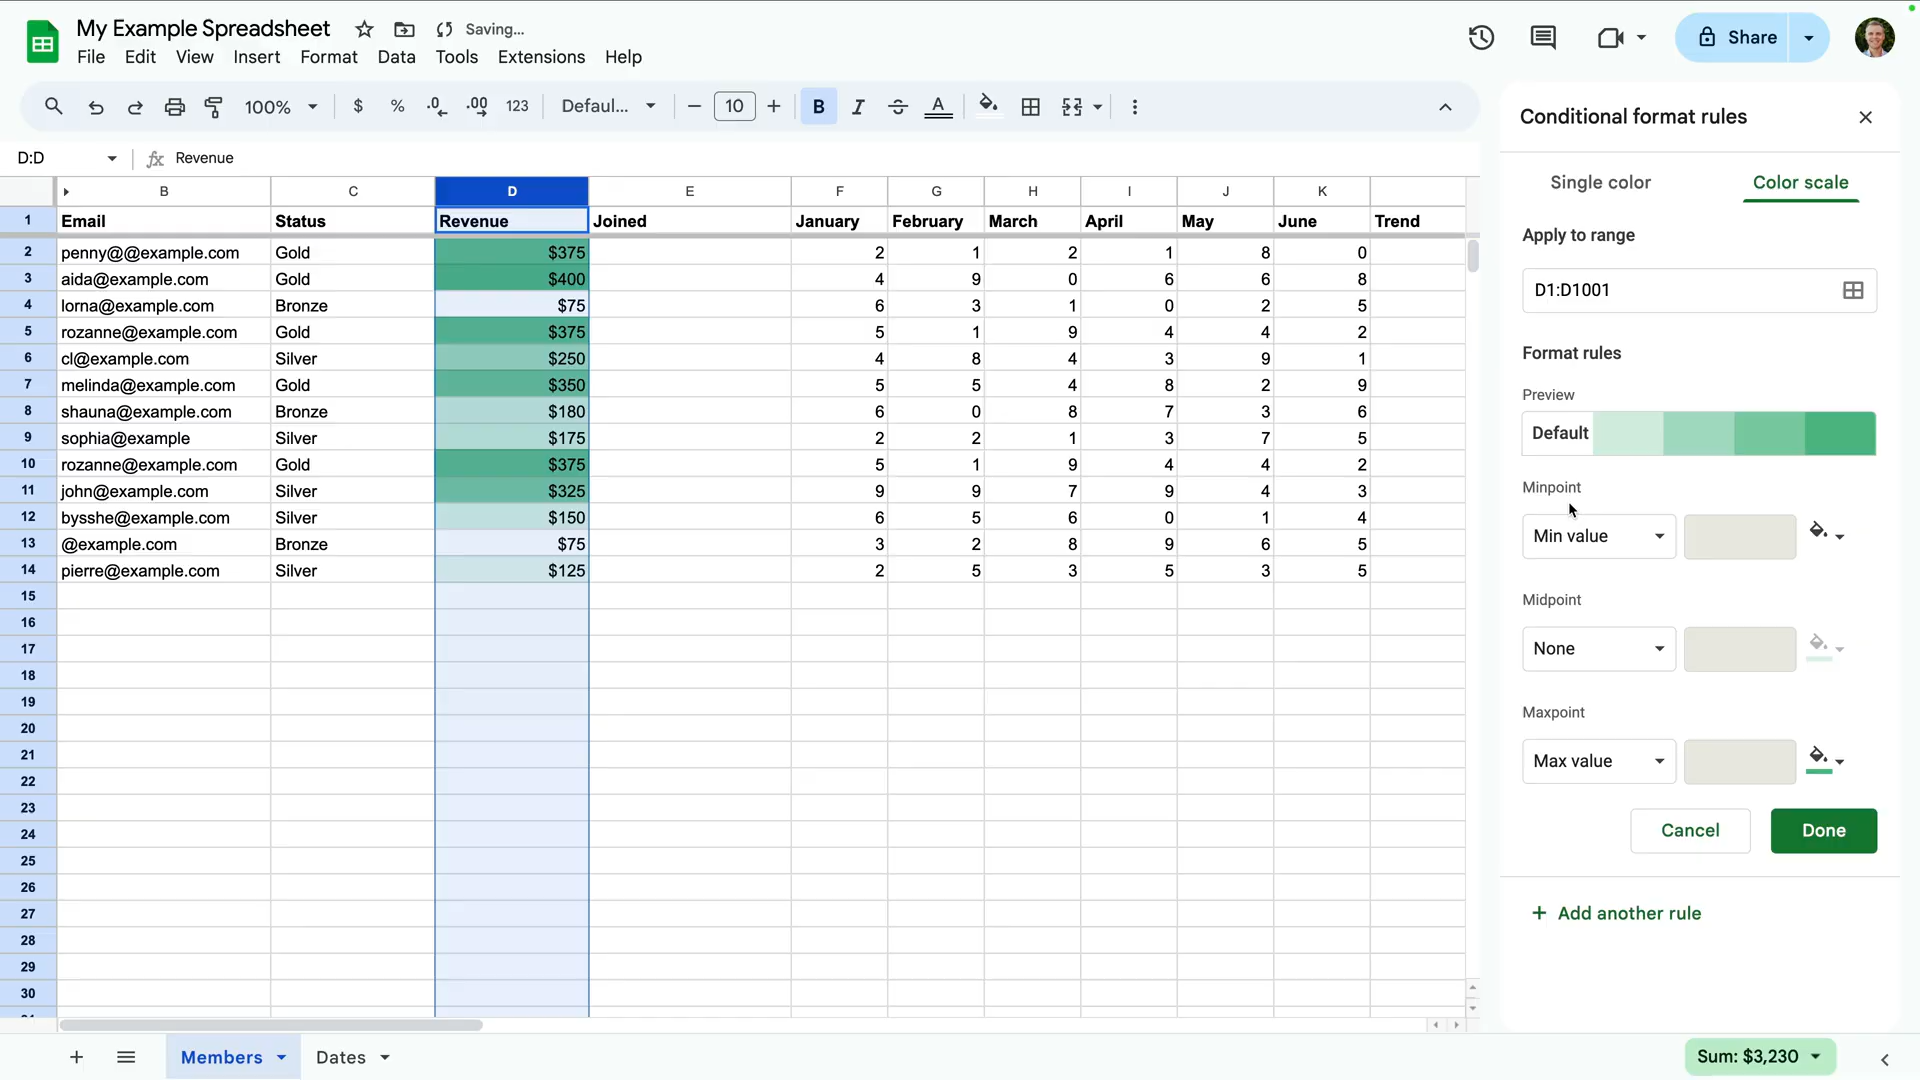 My Example Spreadsheet Saving...
File Edit View Insert Format Data Tools Extensions Help
Share
100% $ % .0 .00 123 Defaul... 10 B I S A
D:D fx Revenue
B C D E F G H I J K
1 Email Status Revenue Joined January February March April May June Trend
2 penny@@example.com Gold $375 2 1 2 1 8 0
3 aida@example.com Gold $400 4 9 0 6 6 8
4 lorna@example.com Bronze $75 6 3 1 0 2 5
5 rozanne@example.com Gold $375 5 1 9 4 4 2
6 cl@example.com Silver $250 4 8 4 3 9 1
7 melinda@example.com Gold $350 5 5 4 8 2 9
8 shauna@example.com Bronze $180 6 0 8 7 3 6
9 sophia@example Silver $175 2 2 1 3 7 5
10 rozanne@example.com Gold $375 5 1 9 4 4 2
11 john@example.com Silver $325 9 9 7 9 4 3
12 bysshe@example.com Silver $150 6 5 6 0 1 4
13 @example.com Bronze $75 3 2 8 9 6 5
14 pierre@example.com Silver $125 2 5 3 5 3 5
15
16
17
18
19
20
21
22
23
24
25
26
27
28
29
30
Members Dates
Sum: $3,230
Conditional format rules
Single color Color scale
Apply to range
D1:D1001
Format rules
Preview
Default
Minpoint
Min value
Midpoint
None
Maxpoint
Max value
Cancel Done
+ Add another rule